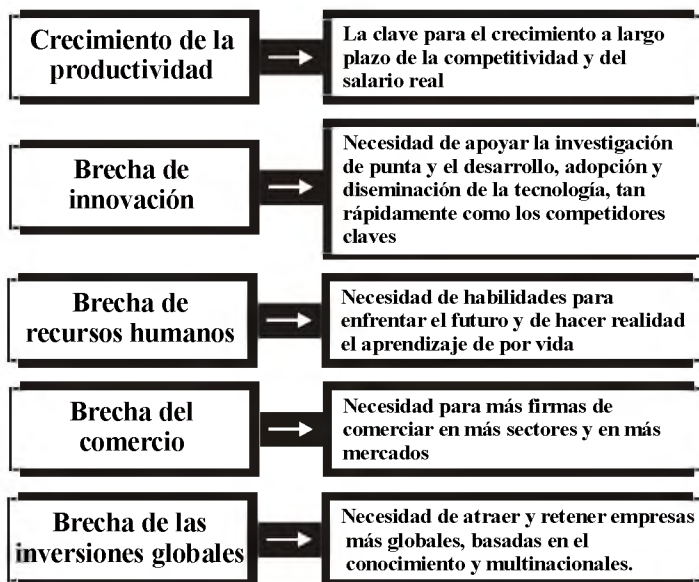 Crecimiento de la
productividad
La clave para el crecimiento a largo
plazo de la competitividad y del
salario real
Brecha de
innovación
Necesidad de apoyar la investigación
de punta y el desarrollo, adopción y
diseminación de la tecnología, tan
rápidamente como los competidores
claves
Brecha de
recursos humanos
Necesidad de habilidades para
enfrentar el futuro y de hacer realidad
el aprendizaje de por vida
Brecha del
comercio
Necesidad para más firmas de
comerciar en más sectores y en más
mercados
Brecha de las
inversiones globales
Necesidad de atraer y retener empresas
más globales, basadas en el
conocimiento y multinacionales.